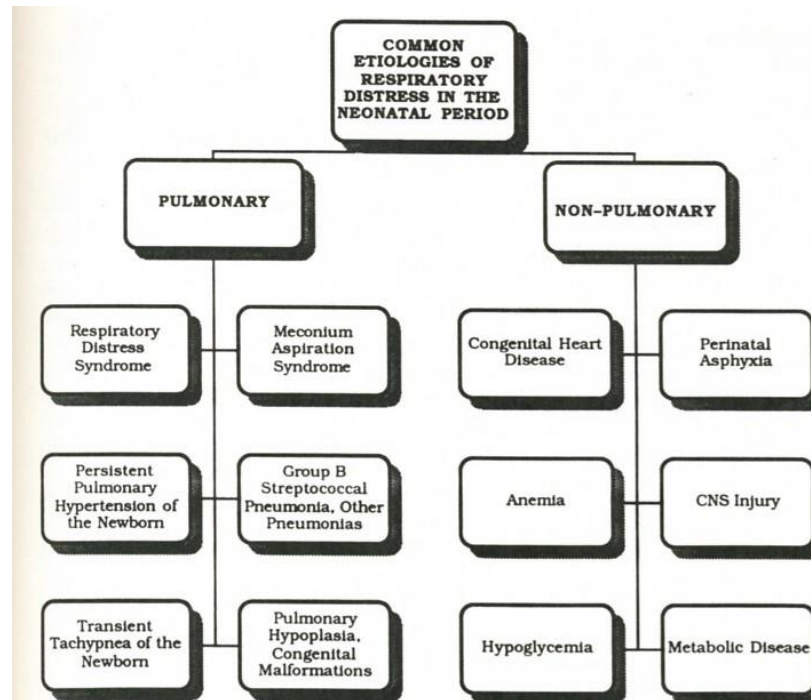 COMMON
ETIOLOGIES OF
RESPIRATORY
DISTRESS IN THE
NEONATAL PERIOD
PULMONARY
NON-PULMONARY
Respiratory
Distress
Syndrome
Meconium
Aspiration
Syndrome
Congenital Heart
Disease
Perinatal
Asphyxia
Persistent
Pulmonary
Hypertension of
the Newborn
Group B
Streptococcal
Pneumonia, Other
Pneumonias
Anemia
CNS Injury
Transient
Tachypnea of the
Newborn
Pulmonary
Hypoplasia,
Congenital
Malformations
Hypoglycemia
Metabolic Disease